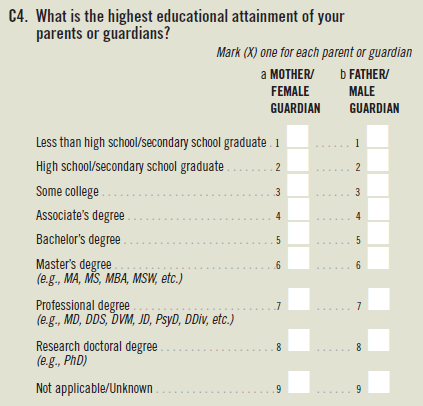 C4. What is the highest educational attainment of your
parents or guardians?
Mark (X) one for each parent or guardian
a MOTHER/ b FATHER/
FEMALE MALE
GUARDIAN GUARDIAN
Less than high school/secondary school graduate . 1 ...... 1
High school/secondary school graduate ......... 2 ...... 2
Some college ................................ 3 ...... 3
Associate's degree ........................... 4 ...... 4
Bachelor's degree ............................ 5 ...... 5
Master's degree .............................. 6 ...... 6
(e.g., MA, MS, MBA, MSW, etc.)
Professional degree .......................... 7 ...... 7
(e.g., MD, DDS, DVM, JD, PsyD, DDiv, etc.)
Research doctoral degree ..................... 8 ...... 8
(e.g., PhD)
Not applicable/Unknown ....................... 9 ...... 9